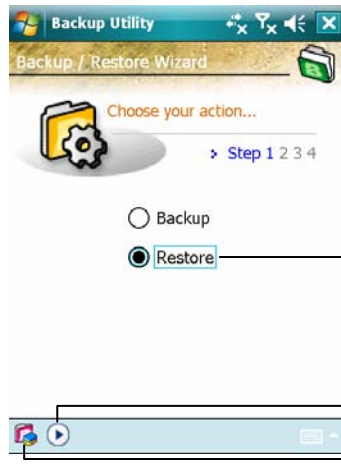 Backup Utility
Backup / Restore Wizard
Choose your action...
Step 1 2 3 4
Backup
Restore